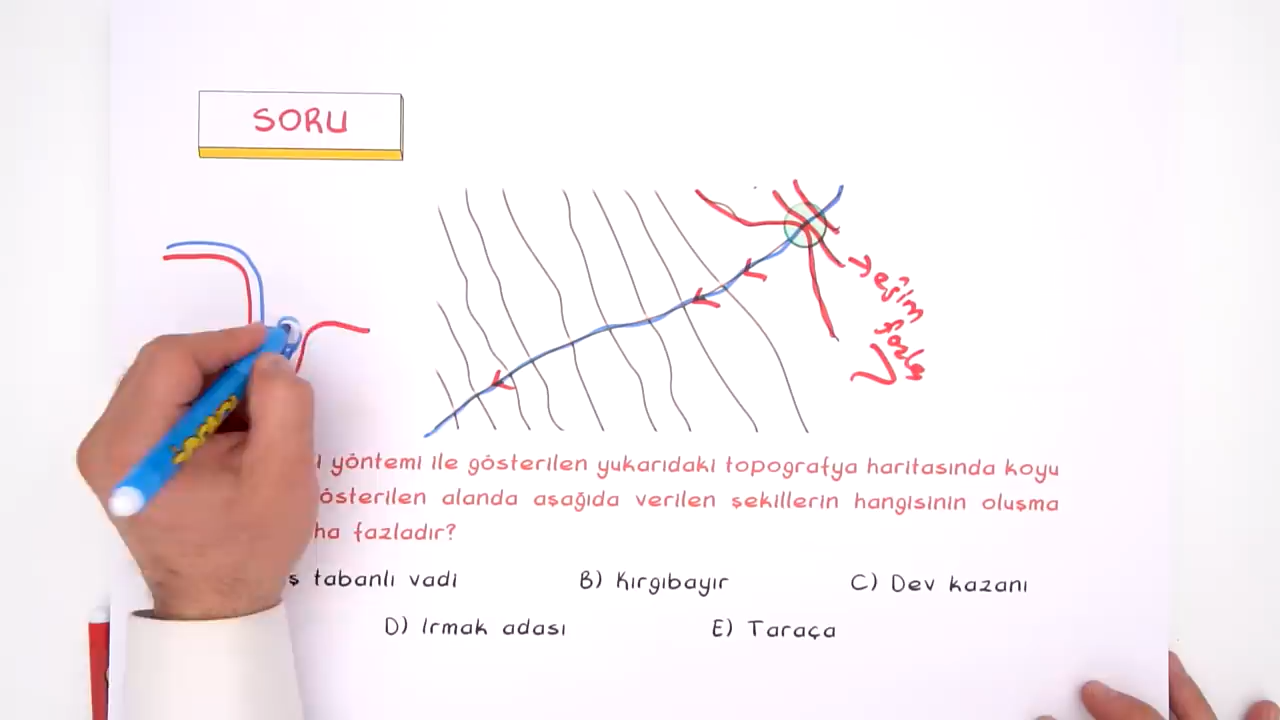 SORU
eğim
fazla
yöntemi ile gösterilen yukarıdaki topografya haritasında koyu
österilen alanda aşağıda verilen şekillerin hangisinin oluşma
ha fazladır?
ş tabanlı vadi B) Kırgıbayır C) Dev kazanı
D) Irmak adası E) Taraça